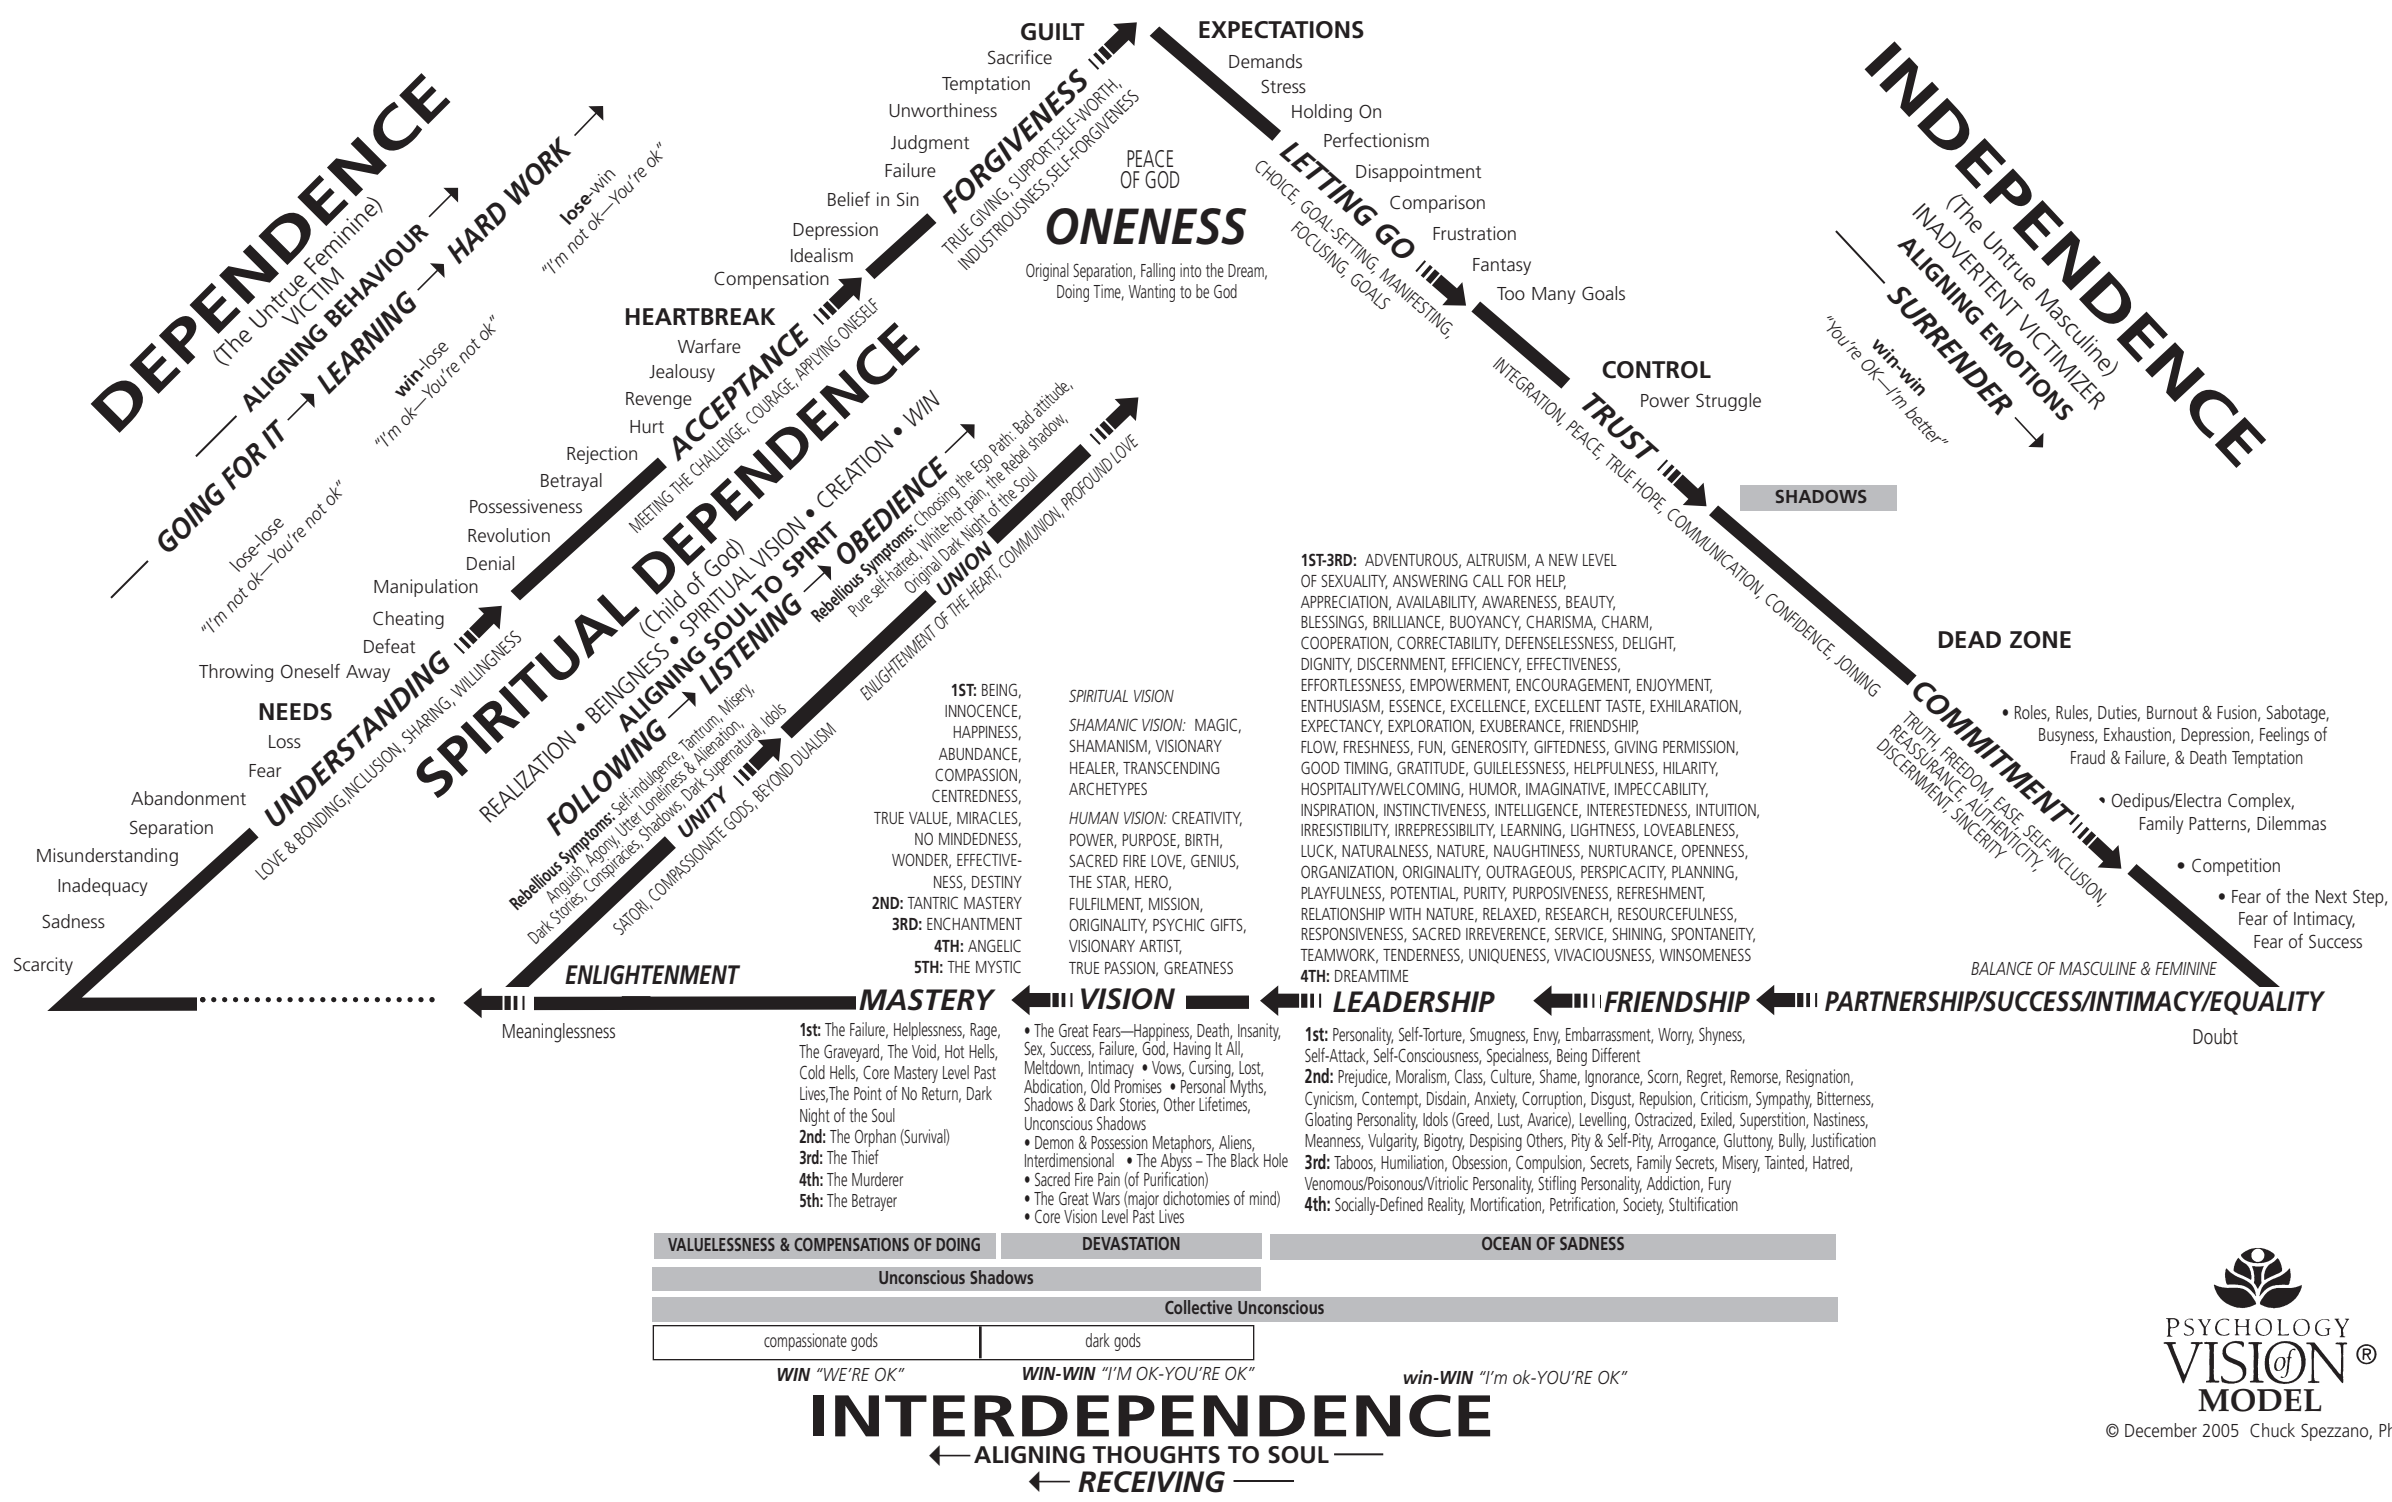 DEPENDENCE
(The Untrue Feminine)
VICTIM
ALIGNING BEHAVIOUR
GOING FOR IT
LEARNING
HARD WORK
lose-lose
“I’m not ok—You’re not ok”
win-lose
“I’m ok—You’re not ok”
lose-win
“I’m not ok—You’re ok”
GUILT
Sacrifice
Temptation
Unworthiness
Judgment
Failure
Belief in Sin
Depression
Idealism
Compensation
HEARTBREAK
Warfare
Jealousy
Revenge
Hurt
Rejection
Betrayal
Possessiveness
Revolution
Denial
Manipulation
Cheating
Defeat
Throwing Oneself Away
NEEDS
Loss
Fear
Abandonment
Separation
Misunderstanding
Inadequacy
Sadness
Scarcity
UNDERSTANDING
LOVE & BONDING,INCLUSION, SHARING, WILLINGNESS
ACCEPTANCE
MEETING THE CHALLENGE, COURAGE, APPLYING ONESELF
FORGIVENESS
TRUE GIVING, SUPPORT,SELF-WORTH,
INDUSTRIOUSNESS,SELF-FORGIVENESS
SPIRITUAL DEPENDENCE
(Child of God)
REALIZATION • BEINGNESS • SPIRITUAL VISION • CREATION • WIN
ALIGNING SOUL TO SPIRIT
FOLLOWING
LISTENING
OBEDIENCE
Rebellious Symptoms: Self-indulgence, Tantrum, Misery,
Anguish, Agony, Utter Loneliness & Alienation,
Dark Stories, Conspiracies, Shadows, Dark Supernatural, Idols
Rebellious Symptoms: Choosing the Ego Path: Bad attitude,
Pure self-hatred, White-hot pain, the Rebel shadow,
Original Dark Night of the Soul
UNITY
SATORI, COMPASSIONATE GODS, BEYOND DUALISM
UNION
ENLIGHTENMENT OF THE HEART, COMMUNION, PROFOUND LOVE
PEACE
OF GOD
ONENESS
Original Separation, Falling into the Dream,
Doing Time, Wanting to be God
EXPECTATIONS
Demands
Stress
Holding On
Perfectionism
Disappointment
Comparison
Frustration
Fantasy
Too Many Goals
LETTING GO
CHOICE, GOAL-SETTING, MANIFESTING,
FOCUSING, GOALS
CONTROL
Power Struggle
TRUST
INTEGRATION, PEACE, TRUE HOPE, COMMUNICATION, CONFIDENCE, JOINING
SHADOWS
INDEPENDENCE
(The Untrue Masculine)
INADVERTENT VICTIMIZER
ALIGNING EMOTIONS
SURRENDER
win-win
“You’re OK—I’m better”
DEAD ZONE
• Roles, Rules, Duties, Burnout & Fusion, Sabotage,
Busyness, Exhaustion, Depression, Feelings of
Fraud & Failure, & Death Temptation
• Oedipus/Electra Complex,
Family Patterns, Dilemmas
• Competition
• Fear of the Next Step,
Fear of Intimacy,
Fear of Success
COMMITMENT
TRUTH, FREEDOM, EASE, SELF-INCLUSION,
REASSURANCE, AUTHENTICITY,
DISCERNMENT, SINCERITY
1ST: BEING,
INNOCENCE,
HAPPINESS,
ABUNDANCE,
COMPASSION,
CENTREDNESS,
TRUE VALUE, MIRACLES,
NO MINDEDNESS,
WONDER, EFFECTIVE-
NESS, DESTINY
2ND: TANTRIC MASTERY
3RD: ENCHANTMENT
4TH: ANGELIC
5TH: THE MYSTIC
SPIRITUAL VISION
SHAMANIC VISION: MAGIC,
SHAMANISM, VISIONARY
HEALER, TRANSCENDING
ARCHETYPES
HUMAN VISION: CREATIVITY,
POWER, PURPOSE, BIRTH,
SACRED FIRE LOVE, GENIUS,
THE STAR, HERO,
FULFILMENT, MISSION,
ORIGINALITY, PSYCHIC GIFTS,
VISIONARY ARTIST,
TRUE PASSION, GREATNESS
1ST-3RD: ADVENTUROUS, ALTRUISM, A NEW LEVEL
OF SEXUALITY, ANSWERING CALL FOR HELP,
APPRECIATION, AVAILABILITY, AWARENESS, BEAUTY,
BLESSINGS, BRILLIANCE, BUOYANCY, CHARISMA, CHARM,
COOPERATION, CORRECTABILITY, DEFENSELESSNESS, DELIGHT,
DIGNITY, DISCERNMENT, EFFICIENCY, EFFECTIVENESS,
EFFORTLESSNESS, EMPOWERMENT, ENCOURAGEMENT, ENJOYMENT,
ENTHUSIASM, ESSENCE, EXCELLENCE, EXCELLENT TASTE, EXHILARATION,
EXPECTANCY, EXPLORATION, EXUBERANCE, FRIENDSHIP,
FLOW, FRESHNESS, FUN, GENEROSITY, GIFTEDNESS, GIVING PERMISSION,
GOOD TIMING, GRATITUDE, GUILELESSNESS, HELPFULNESS, HILARITY,
HOSPITALITY/WELCOMING, HUMOR, IMAGINATIVE, IMPECCABILITY,
INSPIRATION, INSTINCTIVENESS, INTELLIGENCE, INTERESTEDNESS, INTUITION,
IRRESISTIBILITY, IRREPRESSIBILITY, LEARNING, LIGHTNESS, LOVEABLENESS,
LUCK, NATURALNESS, NATURE, NAUGHTINESS, NURTURANCE, OPENNESS,
ORGANIZATION, ORIGINALITY, OUTRAGEOUS, PERSPICACITY, PLANNING,
PLAYFULNESS, POTENTIAL, PURITY, PURPOSIVENESS, REFRESHMENT,
RELATIONSHIP WITH NATURE, RELAXED, RESEARCH, RESOURCEFULNESS,
RESPONSIVENESS, SACRED IRREVERENCE, SERVICE, SHINING, SPONTANEITY,
TEAMWORK, TENDERNESS, UNIQUENESS, VIVACIOUSNESS, WINSOMENESS
4TH: DREAMTIME
BALANCE OF MASCULINE & FEMININE
ENLIGHTENMENT
MASTERY
VISION
LEADERSHIP
FRIENDSHIP
PARTNERSHIP/SUCCESS/INTIMACY/EQUALITY
Meaninglessness
Doubt
1st: The Failure, Helplessness, Rage,
The Graveyard, The Void, Hot Hells,
Cold Hells, Core Mastery Level Past
Lives,The Point of No Return, Dark
Night of the Soul
2nd: The Orphan (Survival)
3rd: The Thief
4th: The Murderer
5th: The Betrayer
• The Great Fears—Happiness, Death, Insanity,
Sex, Success, Failure, God, Having It All,
Meltdown, Intimacy • Vows, Cursing, Lost,
Abdication, Old Promises • Personal Myths,
Shadows & Dark Stories, Other Lifetimes,
Unconscious Shadows
• Demon & Possession Metaphors, Aliens,
Interdimensional • The Abyss – The Black Hole
• Sacred Fire Pain (of Purification)
• The Great Wars (major dichotomies of mind)
• Core Vision Level Past Lives
1st: Personality, Self-Torture, Smugness, Envy, Embarrassment, Worry, Shyness,
Self-Attack, Self-Consciousness, Specialness, Being Different
2nd: Prejudice, Moralism, Class, Culture, Shame, Ignorance, Scorn, Regret, Remorse, Resignation,
Cynicism, Contempt, Disdain, Anxiety, Corruption, Disgust, Repulsion, Criticism, Sympathy, Bitterness,
Gloating Personality, Idols (Greed, Lust, Avarice), Levelling, Ostracized, Exiled, Superstition, Nastiness,
Meanness, Vulgarity, Bigotry, Despising Others, Pity & Self-Pity, Arrogance, Gluttony, Bully, Justification
3rd: Taboos, Humiliation, Obsession, Compulsion, Secrets, Family Secrets, Misery, Tainted, Hatred,
Venomous/Poisonous/Vitriolic Personality, Stifling Personality, Addiction, Fury
4th: Socially-Defined Reality, Mortification, Petrification, Society, Stultification
VALUELESSNESS & COMPENSATIONS OF DOING
DEVASTATION
OCEAN OF SADNESS
Unconscious Shadows
Collective Unconscious
compassionate gods
dark gods
WIN “WE’RE OK”
WIN-WIN “I’M OK-YOU’RE OK”
win-WIN “I’m ok-YOU’RE OK”
INTERDEPENDENCE
ALIGNING THOUGHTS TO SOUL
RECEIVING
PSYCHOLOGY
of
VISION ®
MODEL
© December 2005 Chuck Spezzano, Ph